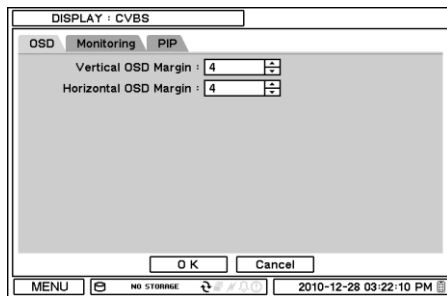 DISPLAY : CVBS
OSD Monitoring PIP
Vertical OSD Margin : 4
Horizontal OSD Margin : 4
O K Cancel
MENU NO STORAGE 2010-12-28 03:22:10 PM